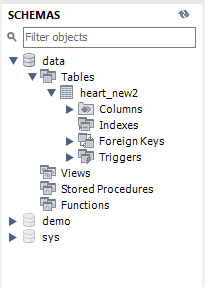 SCHEMAS
Filter objects
data
Tables
heart_new2
Columns
Indexes
Foreign Keys
Triggers
Views
Stored Procedures
Functions
demo
sys